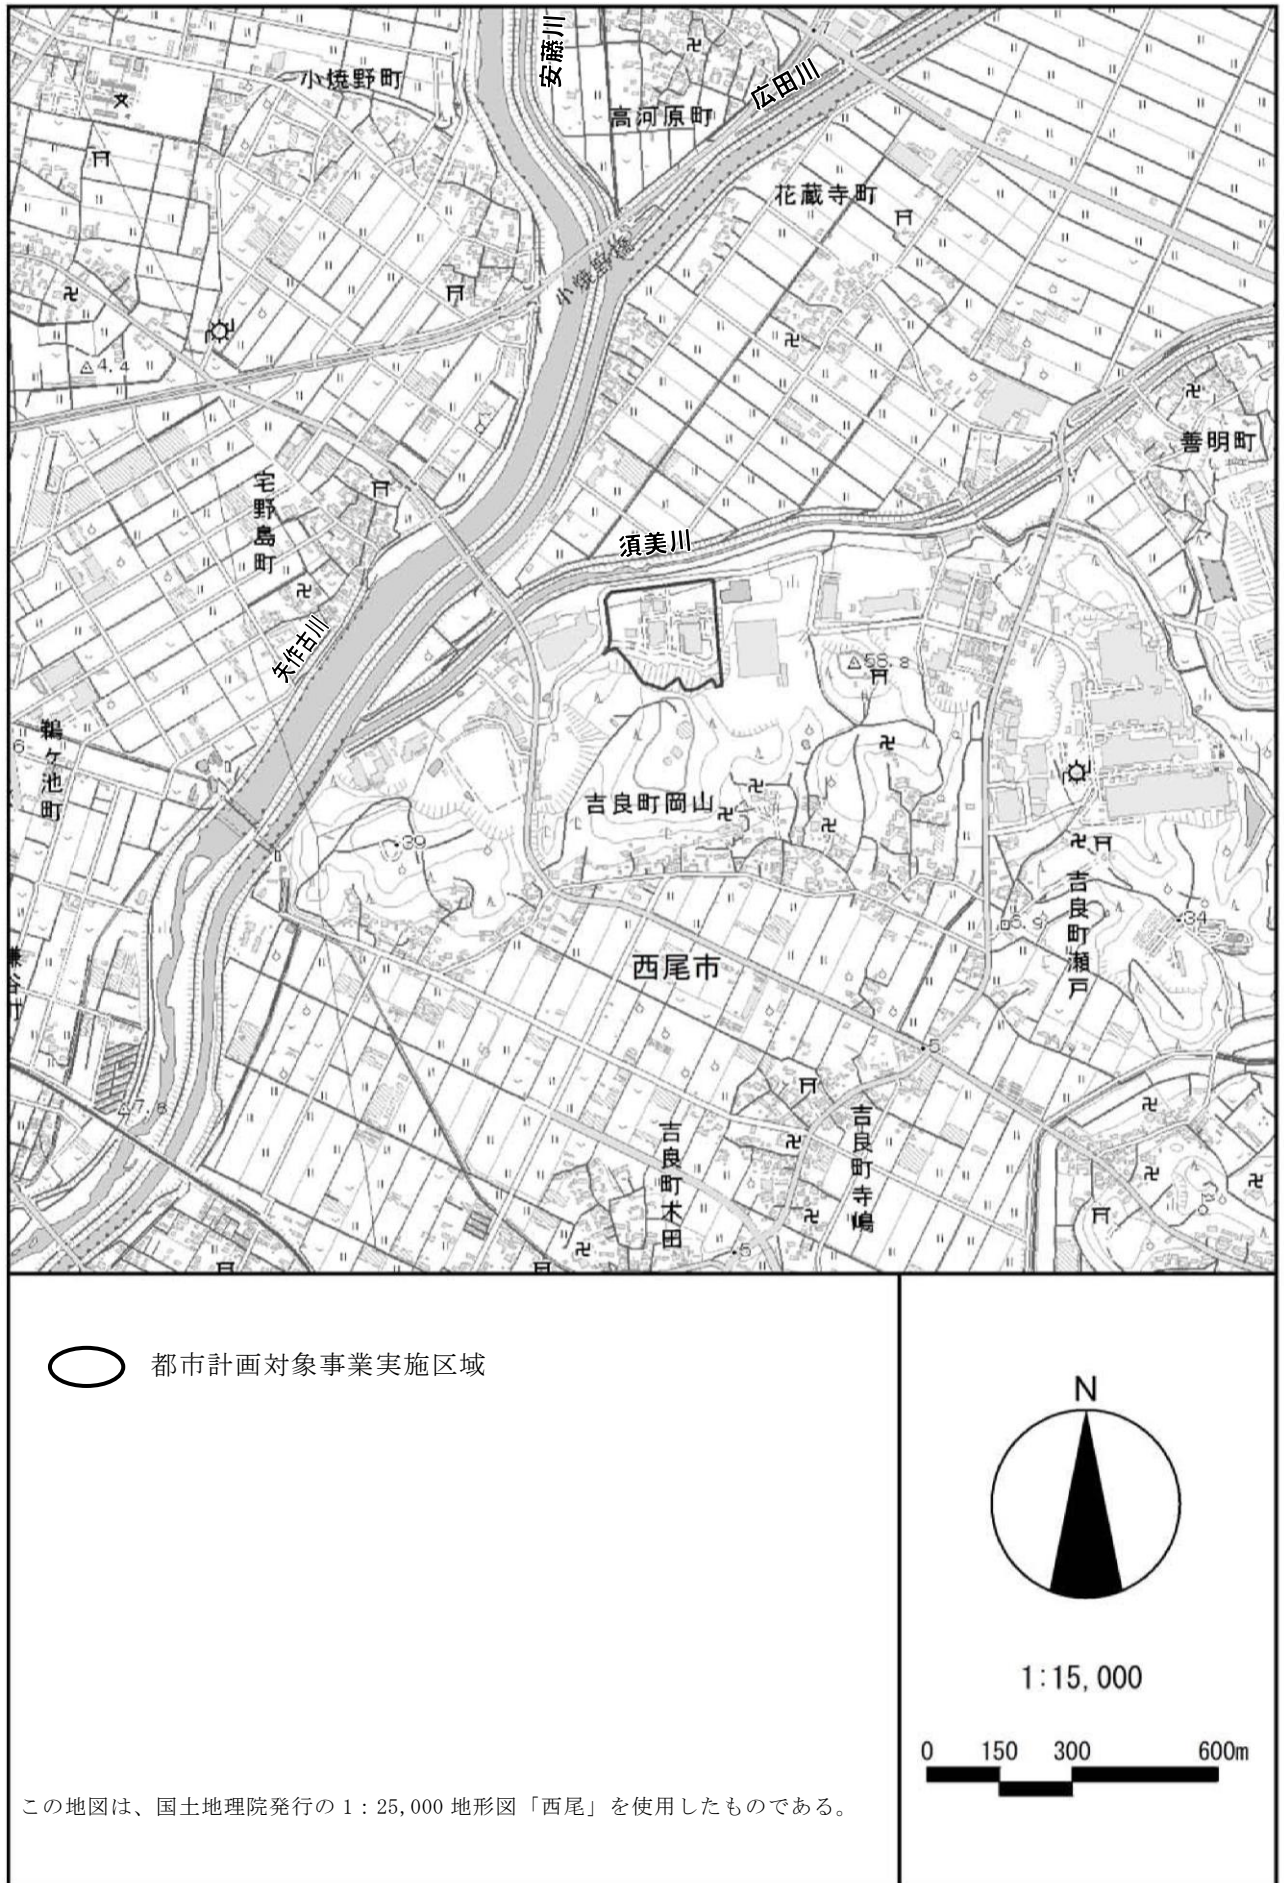 安藤川
小焼野町
高河原町
広田川
花蔵寺町
小焼野橋
4.4
善明町
宅野島町
須美川
矢作古川
56.8
鵜ヶ池町
吉良町岡山
39
吉良町瀬戸
34
6.9
西尾市
5
7.8
吉良町木田
吉良町寺嶋
5
都市計画対象事業実施区域
N
1:15,000
0 150 300 600m
この地図は、国土地理院発行の1：25,000 地形図「西尾」を使用したものである。